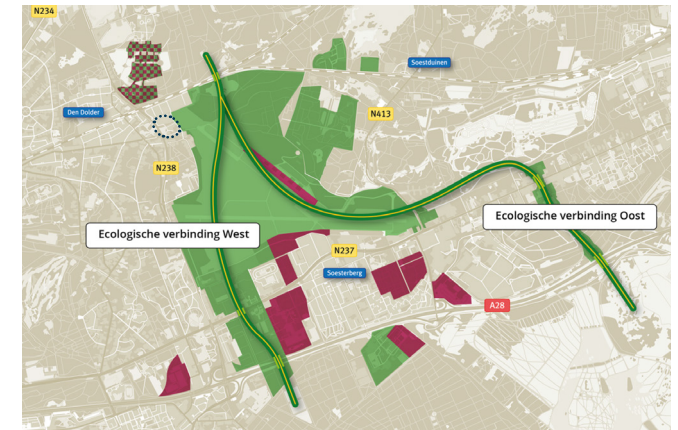 N234
Soestduinen
Den Dolder
N413
N238
Ecologische verbinding Oost
Ecologische verbinding West
N237
Soesterberg
A28